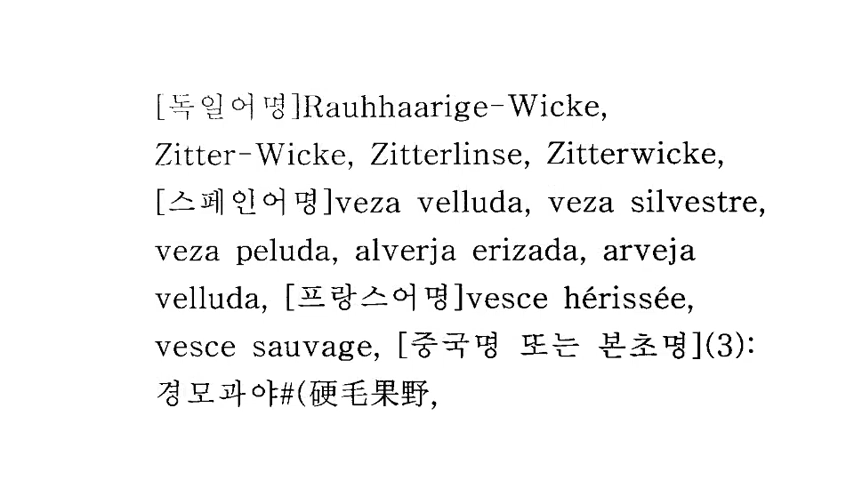 [독일어명]Rauhhaarige-Wicke,
Zitter-Wicke, Zitterlinse, Zitterwicke,
[스페인어명]veza velluda, veza silvestre,
veza peluda, alverja erizada, arveja
velluda, [프랑스어명]vesce hérissée,
vesce sauvage, [중국명 또는 본초명](3):
경모과야#(硬毛果野,